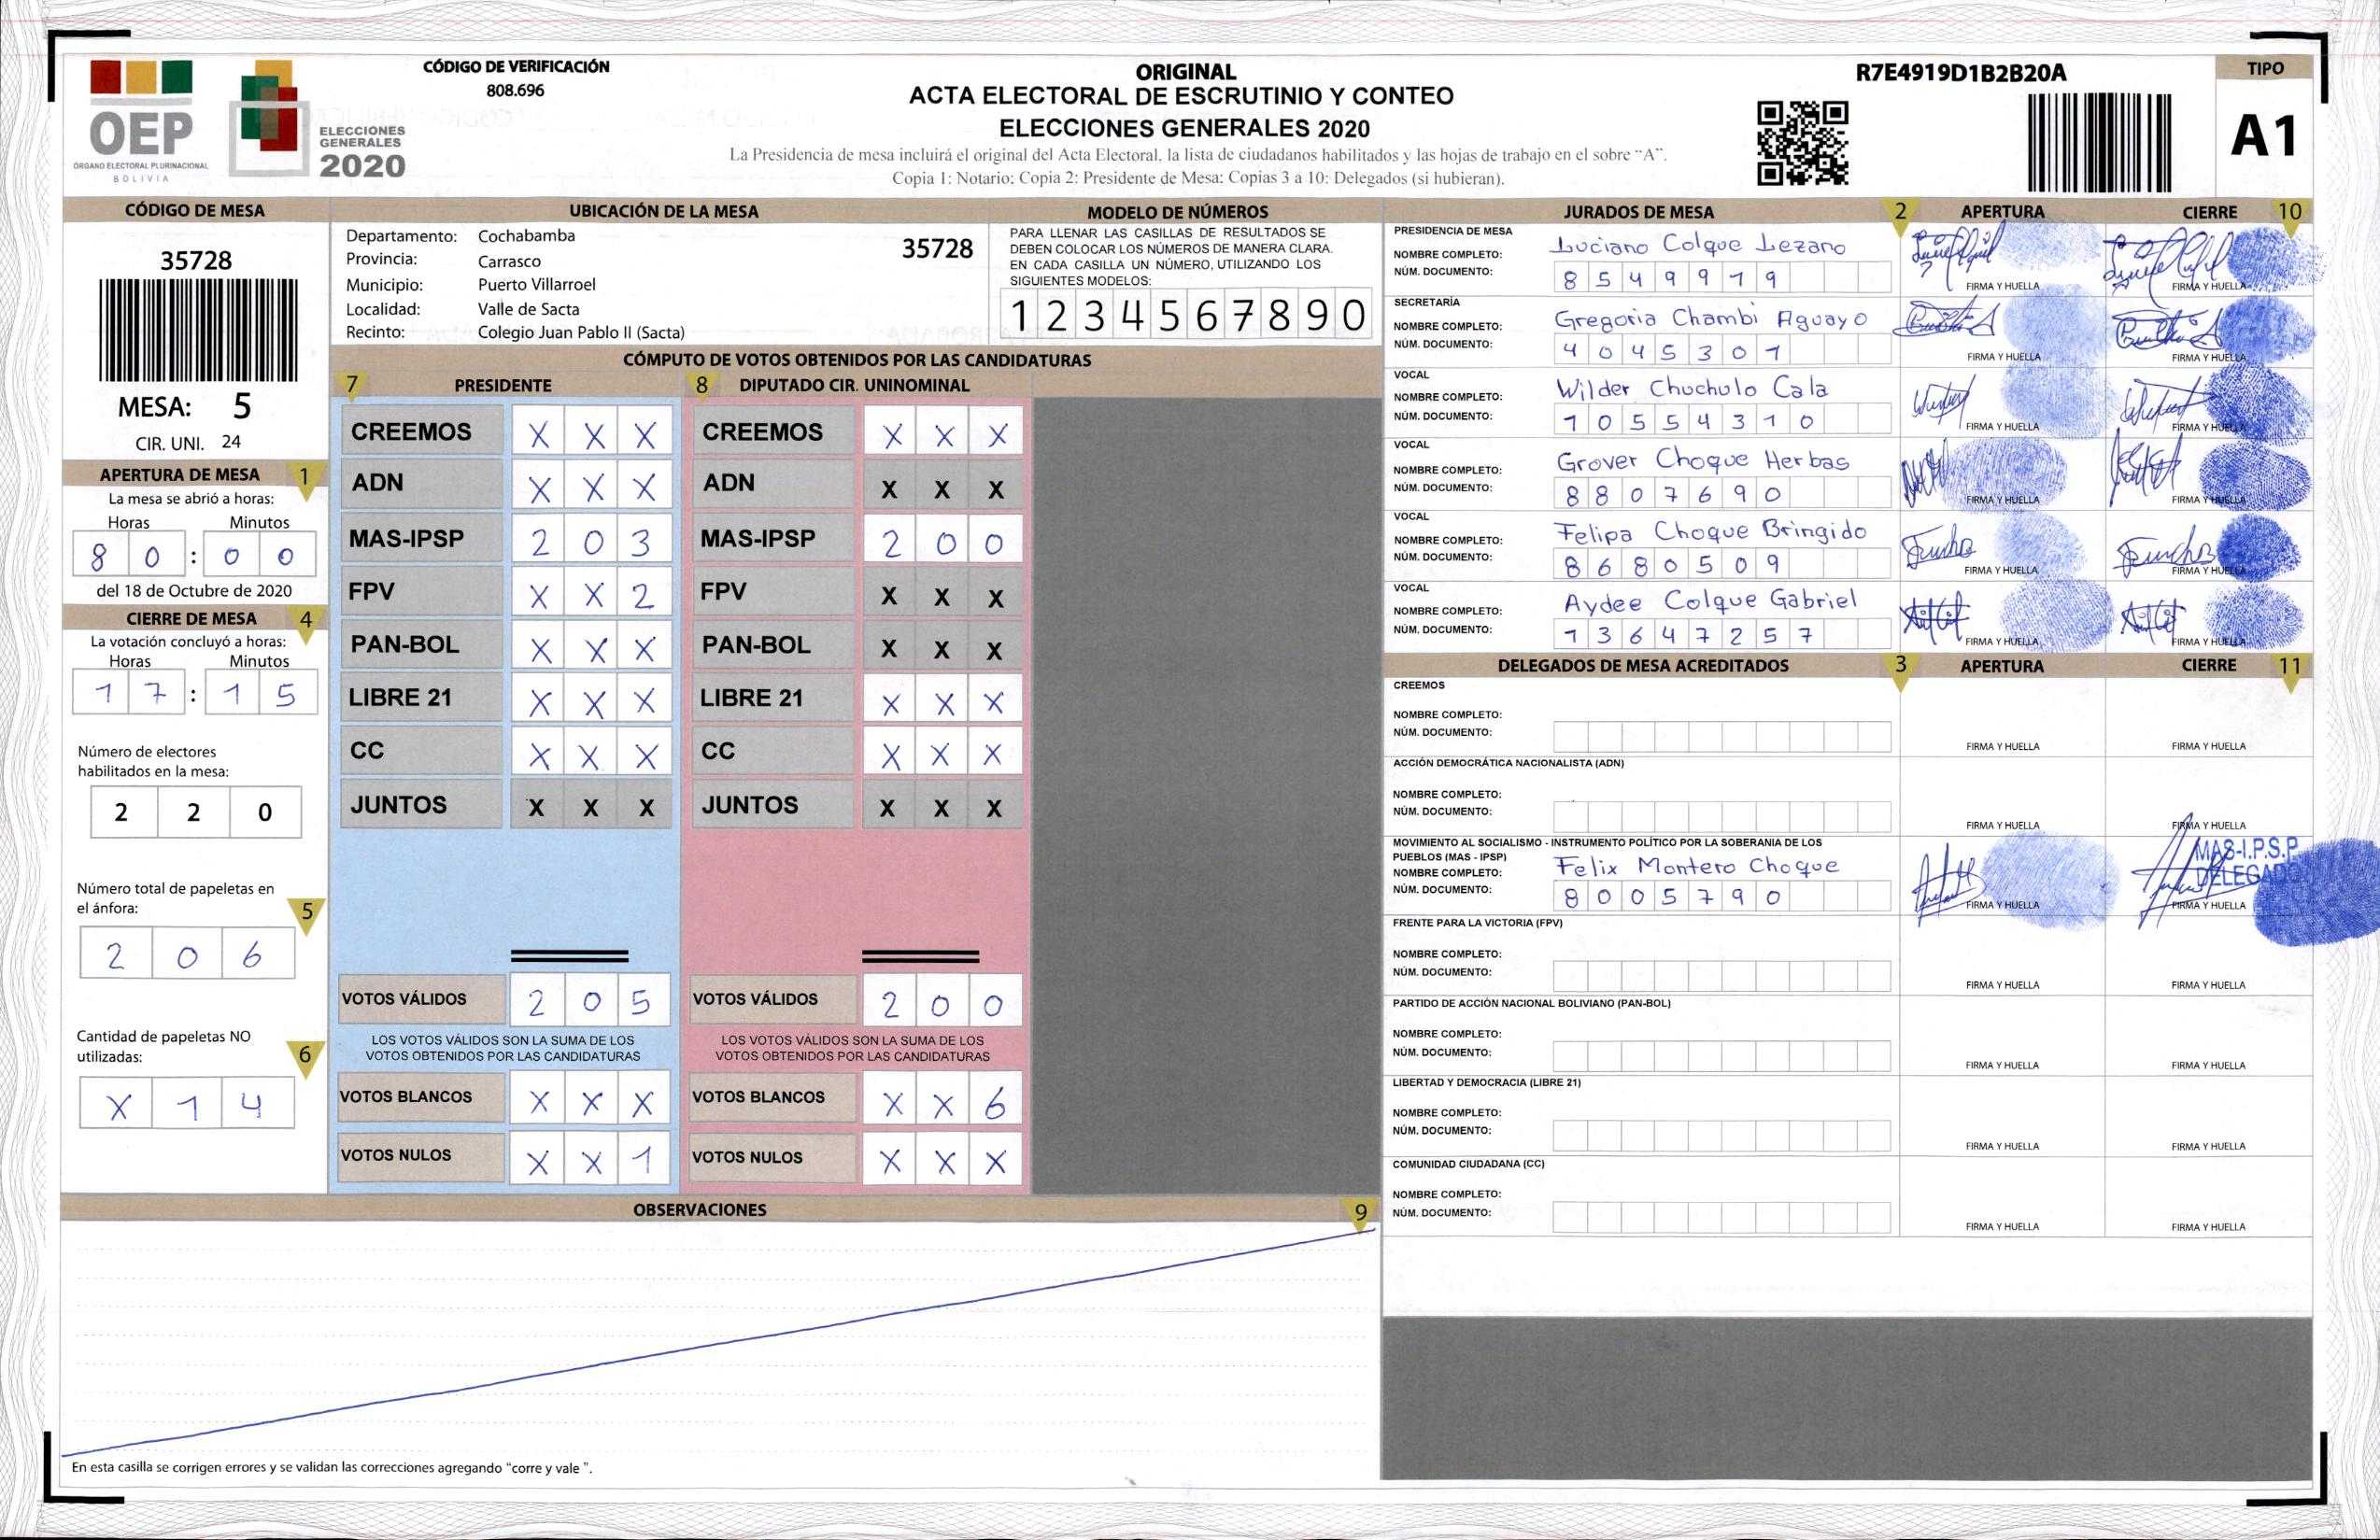 CÓDIGO DE VERIFICACIÓN
808.696
OEP
ÓRGANO ELECTORAL PLURINACIONAL
BOLIVIA
ELECCIONES
GENERALES
2020
ORIGINAL
ACTA ELECTORAL DE ESCRUTINIO Y CONTEO
ELECCIONES GENERALES 2020
La Presidencia de mesa incluirá el original del Acta Electoral, la lista de ciudadanos habilitados y las hojas de trabajo en el sobre "A".
Copia 1: Notario; Copia 2: Presidente de Mesa; Copias 3 a 10: Delegados (si hubieran).
R7E4919D1B2B20A
TIPO
A1
CÓDIGO DE MESA
35728
MESA: 5
CIR. UNI. 24
APERTURA DE MESA 1
La mesa se abrió a horas:
Horas Minutos
8 0 : 0 0
del 18 de Octubre de 2020
CIERRE DE MESA 4
La votación concluyó a horas:
Horas Minutos
1 7 : 1 5
Número de electores
habilitados en la mesa:
2 2 0
Número total de papeletas en
el ánfora: 5
2 0 6
Cantidad de papeletas NO
utilizadas: 6
X 1 4
UBICACIÓN DE LA MESA
Departamento: Cochabamba 35728
Provincia: Carrasco
Municipio: Puerto Villarroel
Localidad: Valle de Sacta
Recinto: Colegio Juan Pablo II (Sacta)
MODELO DE NÚMEROS
PARA LLENAR LAS CASILLAS DE RESULTADOS SE
DEBEN COLOCAR LOS NÚMEROS DE MANERA CLARA.
EN CADA CASILLA UN NÚMERO, UTILIZANDO LOS
SIGUIENTES MODELOS:
1 2 3 4 5 6 7 8 9 0
CÓMPUTO DE VOTOS OBTENIDOS POR LAS CANDIDATURAS
7 PRESIDENTE 8 DIPUTADO CIR. UNINOMINAL
CREEMOS X X X CREEMOS X X X
ADN X X X ADN X X X
MAS-IPSP 2 0 3 MAS-IPSP 2 0 0
FPV X X 2 FPV X X X
PAN-BOL X X X PAN-BOL X X X
LIBRE 21 X X X LIBRE 21 X X X
CC X X X CC X X X
JUNTOS X X X JUNTOS X X X
VOTOS VÁLIDOS 2 0 5 VOTOS VÁLIDOS 2 0 0
LOS VOTOS VÁLIDOS SON LA SUMA DE LOS LOS VOTOS VÁLIDOS SON LA SUMA DE LOS
VOTOS OBTENIDOS POR LAS CANDIDATURAS VOTOS OBTENIDOS POR LAS CANDIDATURAS
VOTOS BLANCOS X X X VOTOS BLANCOS X X 6
VOTOS NULOS X X 1 VOTOS NULOS X X X
OBSERVACIONES 9
En esta casilla se corrigen errores y se validan las correcciones agregando "corre y vale ".
JURADOS DE MESA 2 APERTURA CIERRE 10
PRESIDENCIA DE MESA
NOMBRE COMPLETO: Luciano Colque Lezano
NÚM. DOCUMENTO: 8 5 4 9 9 7 9
FIRMA Y HUELLA FIRMA Y HUELLA
SECRETARÍA
NOMBRE COMPLETO: Gregoria Chambi Aguayo
NÚM. DOCUMENTO: 4 0 4 5 3 0 1
FIRMA Y HUELLA FIRMA Y HUELLA
VOCAL
NOMBRE COMPLETO: Wilder Chuchulo Cala
NÚM. DOCUMENTO: 1 0 5 5 4 3 1 0
FIRMA Y HUELLA FIRMA Y HUELLA
VOCAL
NOMBRE COMPLETO: Grover Choque Herbas
NÚM. DOCUMENTO: 8 8 0 7 6 9 0
FIRMA Y HUELLA FIRMA Y HUELLA
VOCAL
NOMBRE COMPLETO: Felipa Choque Bringido
NÚM. DOCUMENTO: 8 6 8 0 5 0 9
FIRMA Y HUELLA FIRMA Y HUELLA
VOCAL
NOMBRE COMPLETO: Aydee Colque Gabriel
NÚM. DOCUMENTO: 1 3 6 4 7 2 5 7
FIRMA Y HUELLA FIRMA Y HUELLA
DELEGADOS DE MESA ACREDITADOS 3 APERTURA CIERRE 11
CREEMOS
NOMBRE COMPLETO:
NÚM. DOCUMENTO:
FIRMA Y HUELLA FIRMA Y HUELLA
ACCIÓN DEMOCRÁTICA NACIONALISTA (ADN)
NOMBRE COMPLETO:
NÚM. DOCUMENTO:
FIRMA Y HUELLA FIRMA Y HUELLA
MOVIMIENTO AL SOCIALISMO - INSTRUMENTO POLÍTICO POR LA SOBERANIA DE LOS
PUEBLOS (MAS - IPSP)
NOMBRE COMPLETO: Felix Montero Choque
NÚM. DOCUMENTO: 8 0 0 5 7 9 0
MAS-I.P.S.P.
DELEGADO
FIRMA Y HUELLA FIRMA Y HUELLA
FRENTE PARA LA VICTORIA (FPV)
NOMBRE COMPLETO:
NÚM. DOCUMENTO:
FIRMA Y HUELLA FIRMA Y HUELLA
PARTIDO DE ACCIÓN NACIONAL BOLIVIANO (PAN-BOL)
NOMBRE COMPLETO:
NÚM. DOCUMENTO:
FIRMA Y HUELLA FIRMA Y HUELLA
LIBERTAD Y DEMOCRACIA (LIBRE 21)
NOMBRE COMPLETO:
NÚM. DOCUMENTO:
FIRMA Y HUELLA FIRMA Y HUELLA
COMUNIDAD CIUDADANA (CC)
NOMBRE COMPLETO:
NÚM. DOCUMENTO:
FIRMA Y HUELLA FIRMA Y HUELLA